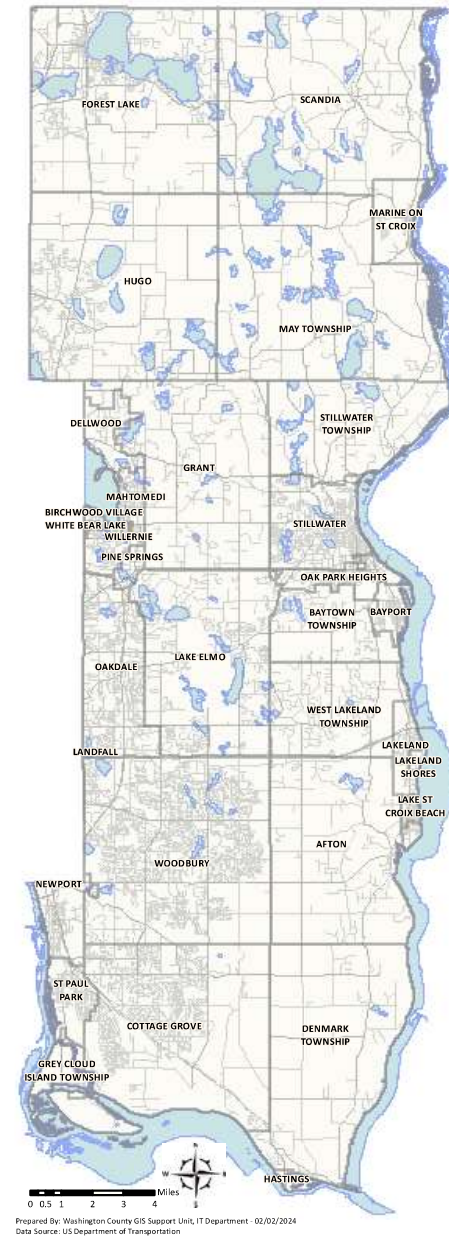 FOREST LAKE
SCANDIA
MARINE ON
ST CROIX
HUGO
MAY TOWNSHIP
DELLWOOD
STILLWATER
TOWNSHIP
GRANT
MAHTOMEDI
BIRCHWOOD VILLAGE
WHITE BEAR LAKE
WILLERNIE
STILLWATER
PINE SPRINGS
OAK PARK HEIGHTS
BAYTOWN
TOWNSHIP
BAYPORT
LAKE ELMO
OAKDALE
WEST LAKELAND
TOWNSHIP
LANDFALL
LAKELAND
LAKELAND
SHORES
LAKE ST
CROIX BEACH
AFTON
WOODBURY
NEWPORT
ST PAUL
PARK
COTTAGE GROVE
DENMARK
TOWNSHIP
GREY CLOUD
ISLAND TOWNSHIP
HASTINGS
N
W
E
S
Miles
0 0.5 1 2 3 4
Prepared By: Washington County GIS Support Unit, IT Department - 02/02/2024
Data Source: US Department of Transportation